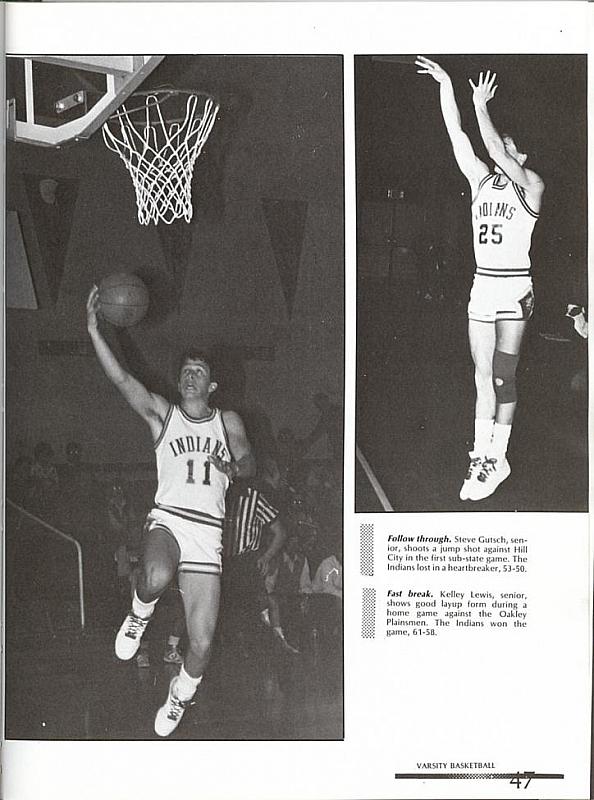 INDIANS
11
INDIANS
25
Follow through. Steve Gutsch, sen-
ior, shoots a jump shot against Hill
City in the first sub-state game. The
Indians lost in a heartbreaker, 53-50.
Fast break. Kelley Lewis, senior,
shows good layup form during a
home game against the Oakley
Plainsmen. The Indians won the
game, 61-58.
VARSITY BASKETBALL
47